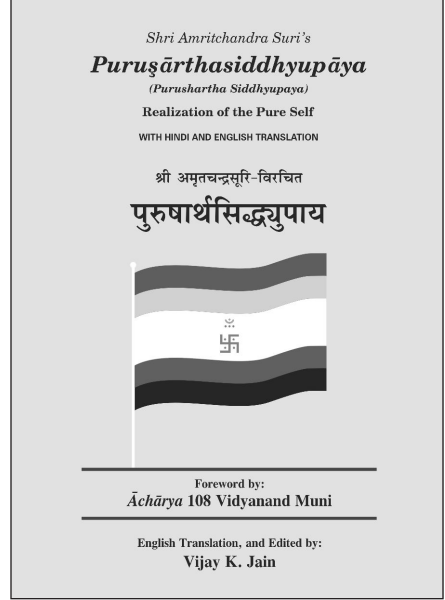 Shri Amritchandra Suri's
Puruṣārthasiddhyupāya
(Purushartha Siddhyupaya)
Realization of the Pure Self
WITH HINDI AND ENGLISH TRANSLATION
श्री अमृतचन्द्रसूरि-विरचित
पुरुषार्थसिद्ध्युपाय
Foreword by:
Āchārya 108 Vidyanand Muni
English Translation, and Edited by:
Vijay K. Jain